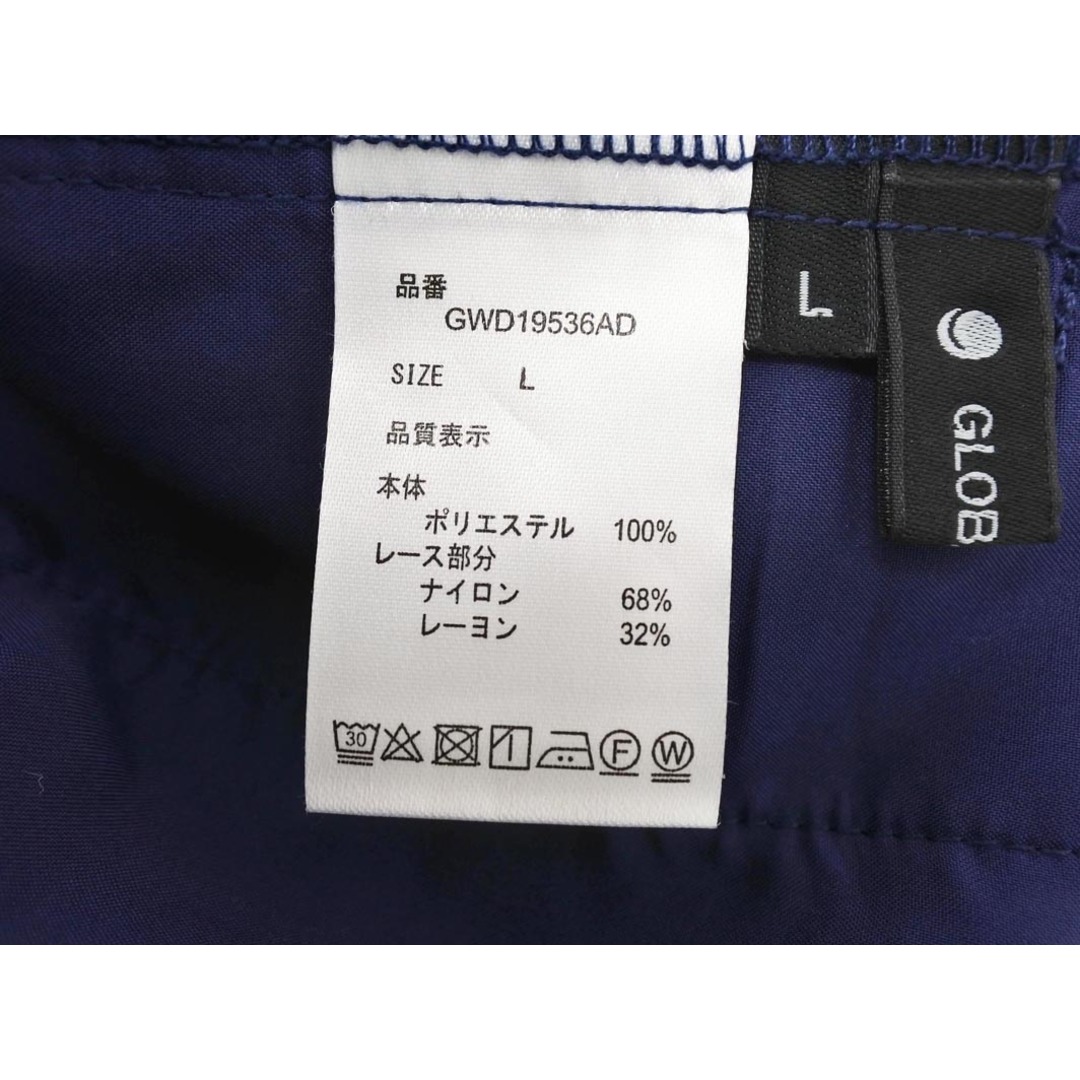 品番
GWD19536AD
SIZE L
品質表示
本体
ポリエステル 100%
レース部分
ナイロン 68%
レーヨン 32%
30
F
W
L
GLOB